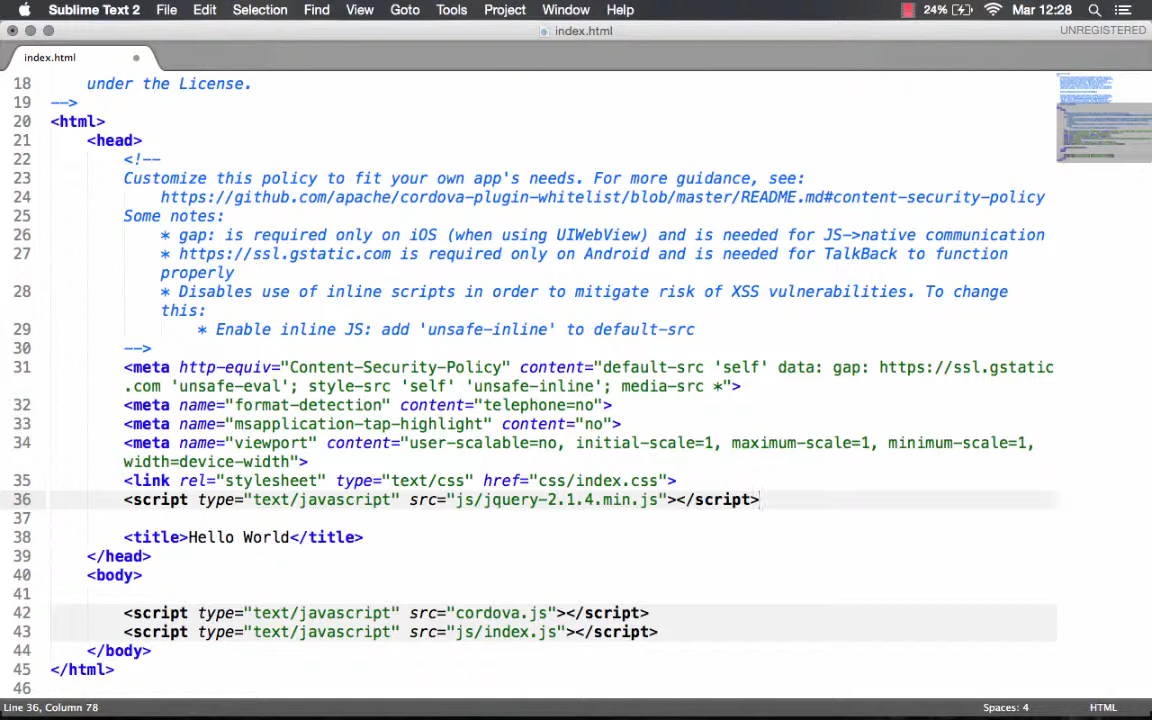 Sublime Text 2 File Edit Selection Find View Goto Tools Project Window Help 24% Mar 12:28
index.html UNREGISTERED
index.html
18 under the License.
19 -->
20 <html>
21 <head>
22 <!--
23 Customize this policy to fit your own app's needs. For more guidance, see:
24 https://github.com/apache/cordova-plugin-whitelist/blob/master/README.md#content-security-policy
25 Some notes:
26 * gap: is required only on iOS (when using UIWebView) and is needed for JS->native communication
27 * https://ssl.gstatic.com is required only on Android and is needed for TalkBack to function
properly
28 * Disables use of inline scripts in order to mitigate risk of XSS vulnerabilities. To change
this:
29 * Enable inline JS: add 'unsafe-inline' to default-src
30 -->
31 <meta http-equiv="Content-Security-Policy" content="default-src 'self' data: gap: https://ssl.gstatic
.com 'unsafe-eval'; style-src 'self' 'unsafe-inline'; media-src *">
32 <meta name="format-detection" content="telephone=no">
33 <meta name="msapplication-tap-highlight" content="no">
34 <meta name="viewport" content="user-scalable=no, initial-scale=1, maximum-scale=1, minimum-scale=1,
width=device-width">
35 <link rel="stylesheet" type="text/css" href="css/index.css">
36 <script type="text/javascript" src="js/jquery-2.1.4.min.js"></script>
37
38 <title>Hello World</title>
39 </head>
40 <body>
41
42 <script type="text/javascript" src="cordova.js"></script>
43 <script type="text/javascript" src="js/index.js"></script>
44 </body>
45 </html>
46
Line 36, Column 78 Spaces: 4 HTML